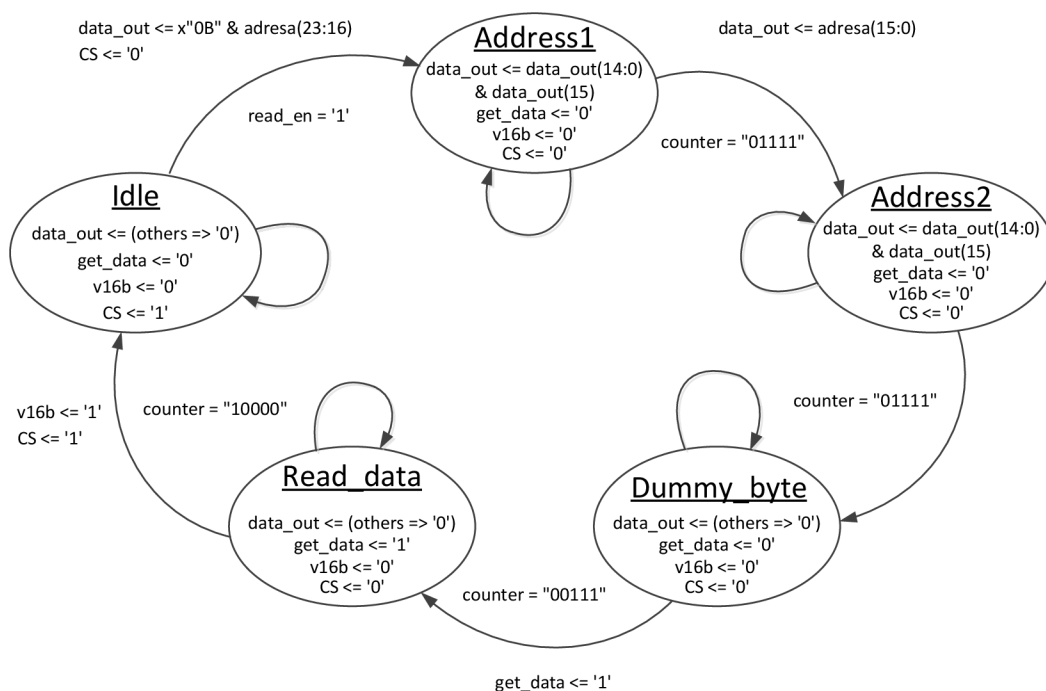 data_out <= x"0B" & adresa(23:16)
CS <= '0'
read_en = '1'
Address1
data_out <= data_out(14:0)
& data_out(15)
get_data <= '0'
v16b <= '0'
CS <= '0'
data_out <= adresa(15:0)
counter = "01111"
Idle
data_out <= (others => '0')
get_data <= '0'
v16b <= '0'
CS <= '1'
Address2
data_out <= data_out(14:0)
& data_out(15)
get_data <= '0'
v16b <= '0'
CS <= '0'
v16b <= '1'
CS <= '1'
counter = "10000"
counter = "01111"
Read_data
data_out <= (others => '0')
get_data <= '1'
v16b <= '0'
CS <= '0'
Dummy_byte
data_out <= (others => '0')
get_data <= '0'
v16b <= '0'
CS <= '0'
counter = "00111"
get_data <= '1'